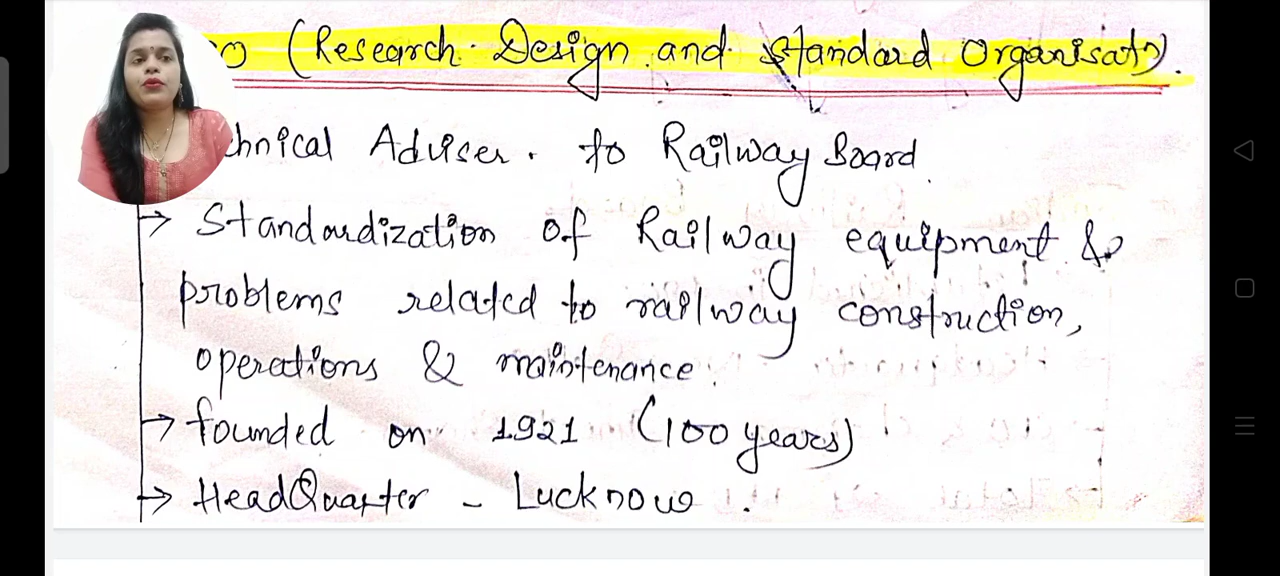 (Research Design and Standard Organisatn).
chnical Adviser. to Railway Board.
→ Standardization of Railway equipment &
problems related to railway construction,
operations & maintenance.
→ founded on 1921 (100 years)
→ HeadQuarter - Lucknow.